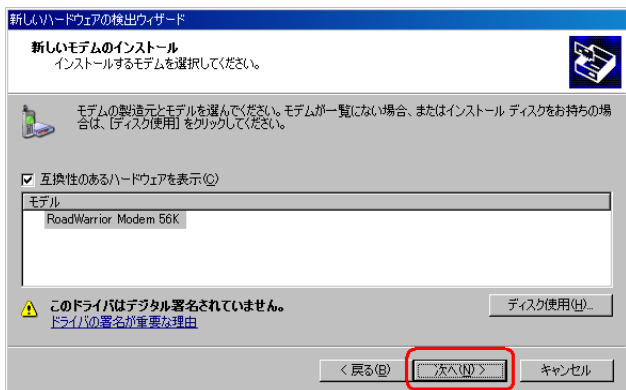 新しいハードウェアの検出ウィザード
新しいモデムのインストール
インストールするモデムを選択してください。
モデムの製造元とモデルを選んでください。モデムが一覧にない場合、またはインストール ディスクをお持ちの場
合は、[ディスク使用] をクリックしてください。
互換性のあるハードウェアを表示(C)
モデル
RoadWarrior Modem 56K
このドライバはデジタル署名されていません。
ディスク使用(H)...
ドライバの署名が重要な理由
< 戻る(B)
次へ(N) >
キャンセル